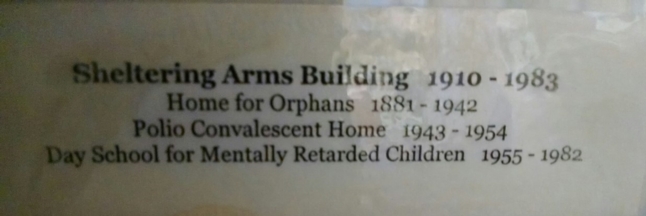 Sheltering Arms Building 1910 - 1983
Home for Orphans 1881 - 1942
Polio Convalescent Home 1943 - 1954
Day School for Mentally Retarded Children 1955 - 1982